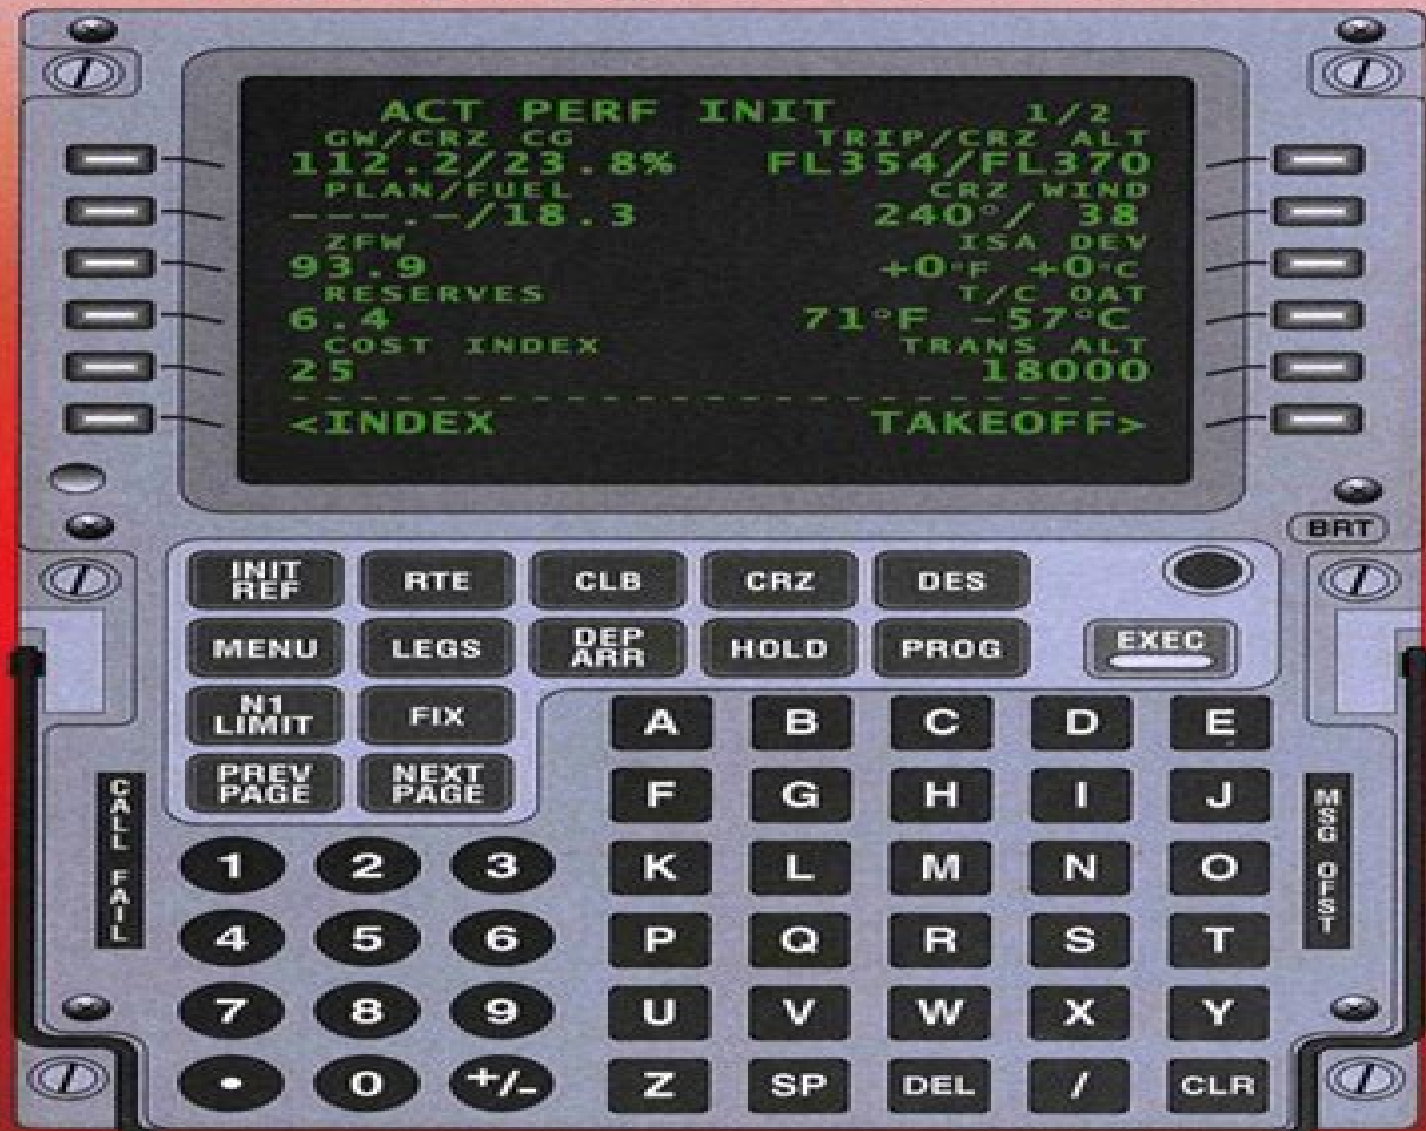 ACT PERF INIT 1/2
GW/CRZ CG TRIP/CRZ ALT
112.2/23.8% FL354/FL370
PLAN/FUEL CRZ WIND
---.-/18.3 240°/ 38
ZFW ISA DEV
93.9 +0°F +0°C
RESERVES T/C OAT
6.4 71°F -57°C
COST INDEX TRANS ALT
25 18000
--------------------
<INDEX TAKEOFF>
BRT
INIT REF RTE CLB CRZ DES
MENU LEGS DEP ARR HOLD PROG EXEC
N1 LIMIT FIX
PREV PAGE NEXT PAGE
A B C D E
F G H I J
K L M N O
P Q R S T
U V W X Y
Z SP DEL / CLR
1 2 3
4 5 6
7 8 9
. 0 +/-
CALL FAIL
MSG OFST